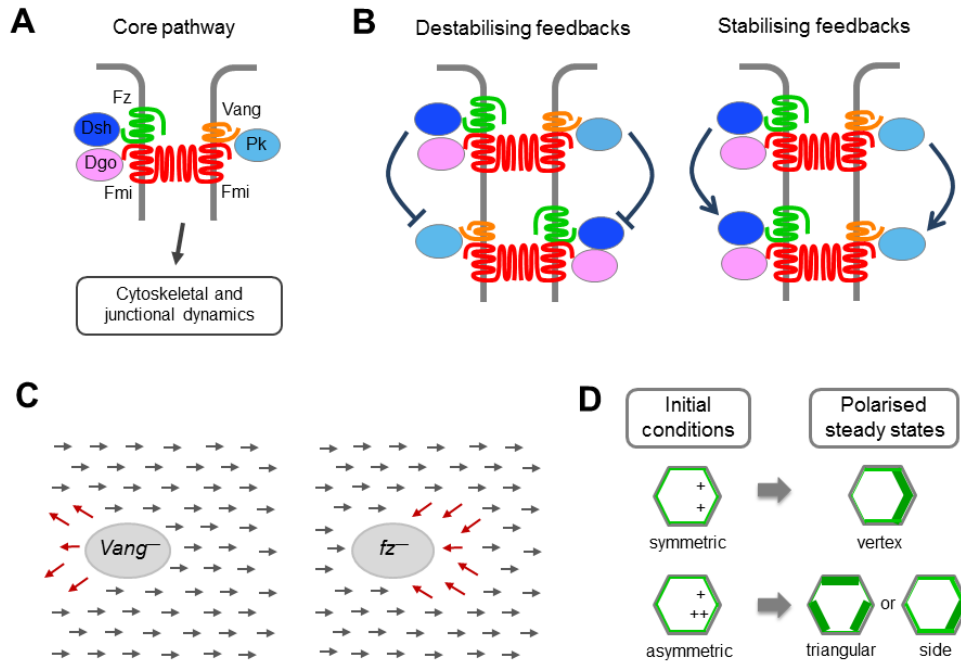 A
Core pathway
Fz
Vang
Dsh
Pk
Dgo
Fmi
Fmi
Cytoskeletal and
junctional dynamics
B
Destabilising feedbacks
Stabilising feedbacks
C
Vang—
fz—
D
Initial
conditions
Polarised
steady states
+
+
symmetric
vertex
+
++
or
asymmetric
triangular
side